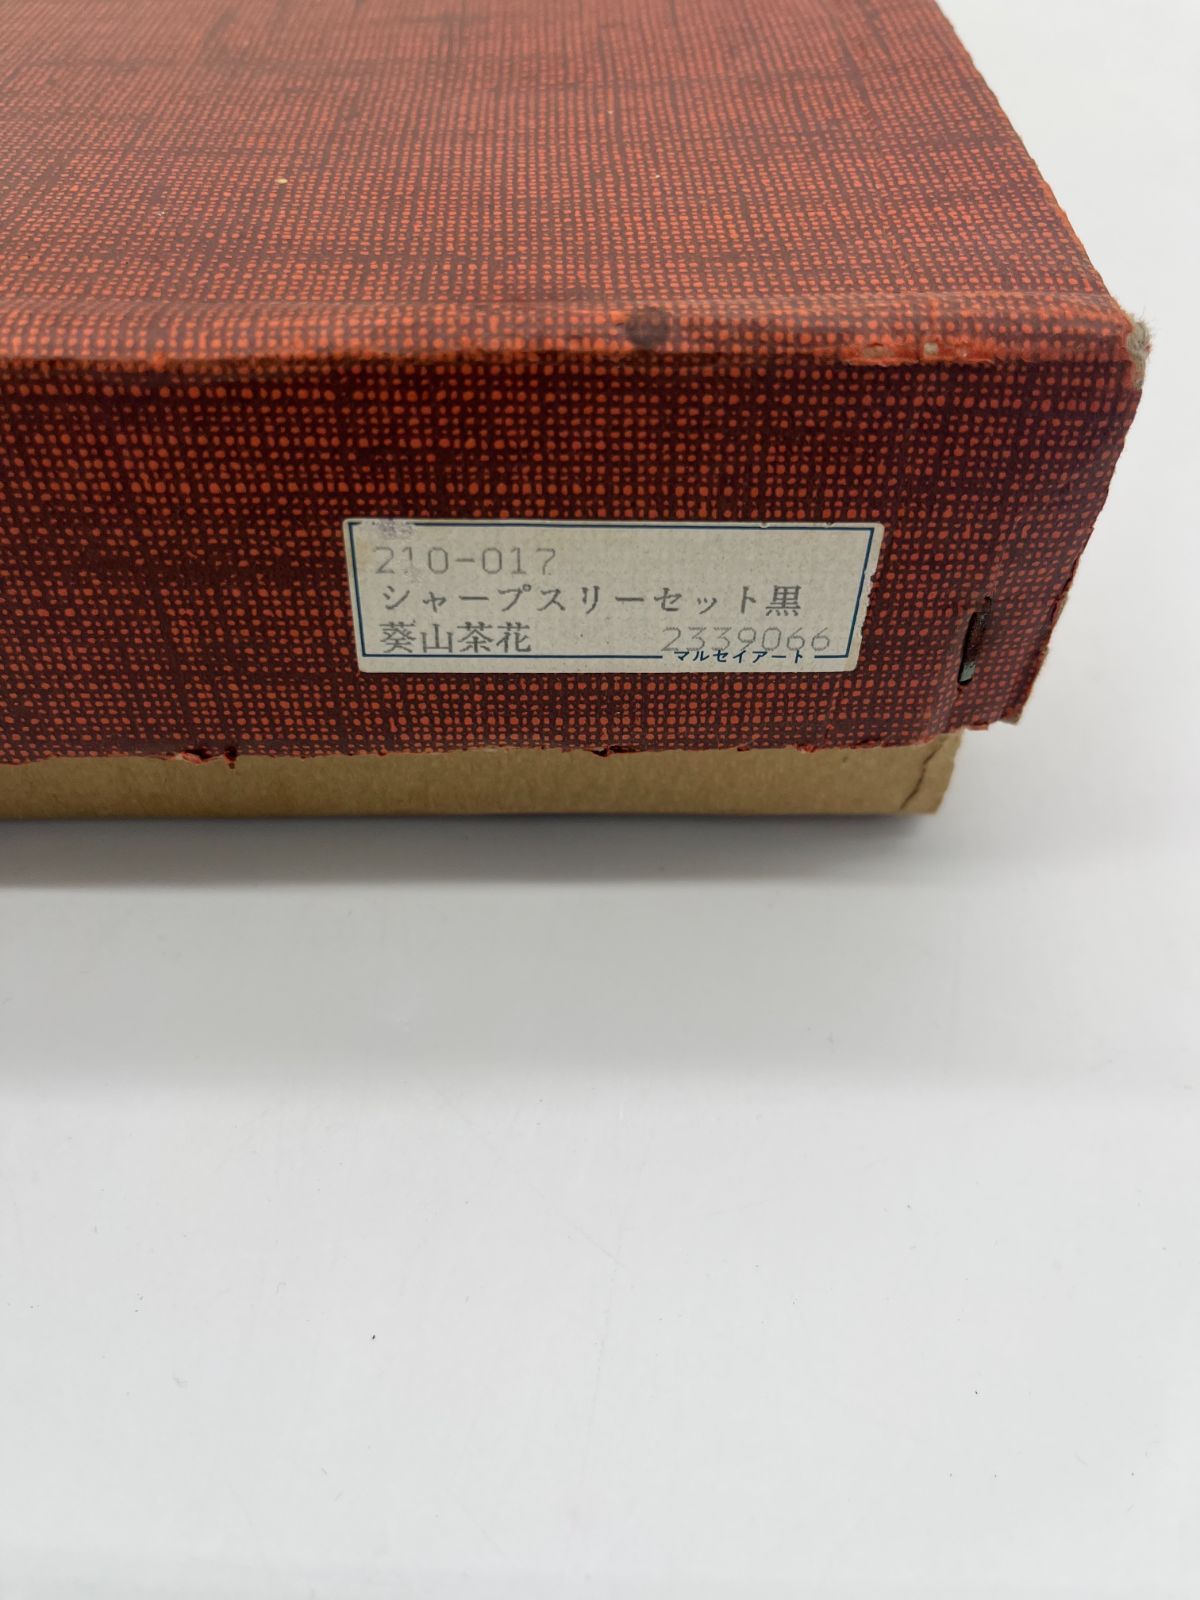 210-017
シャープスリーセット黒
葵山茶花 2339066
マルセイアート